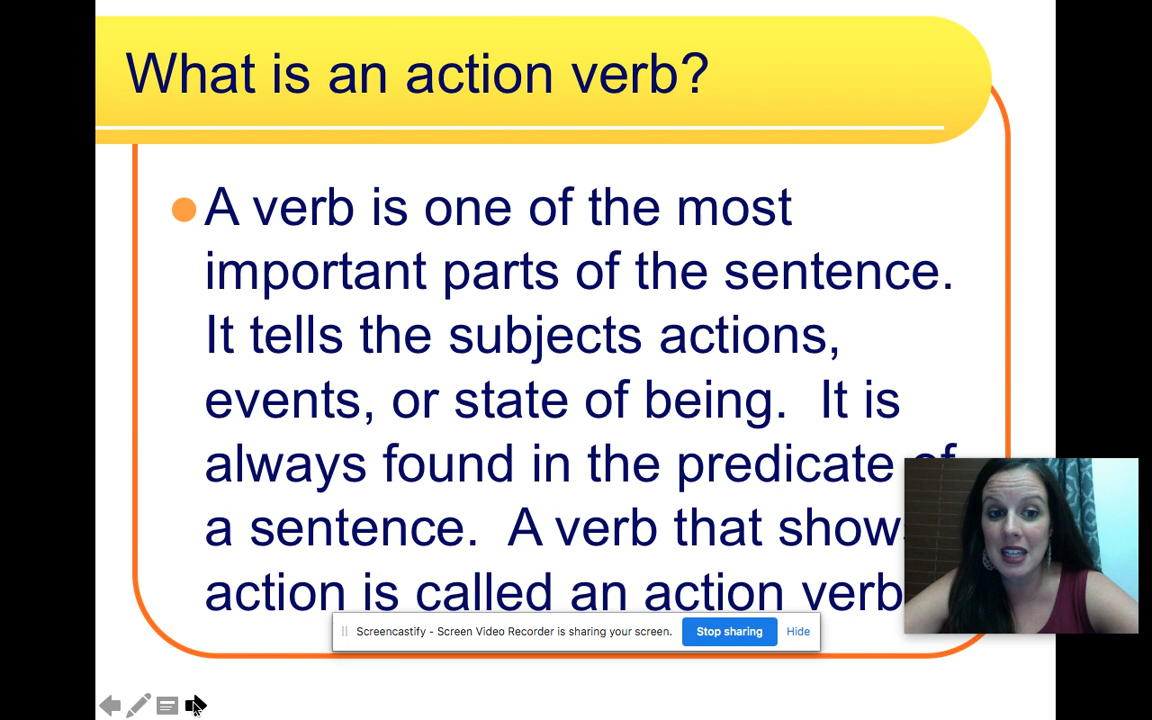 What is an action verb?
A verb is one of the most
important parts of the sentence.
It tells the subjects actions,
events, or state of being. It is
always found in the predicate of
a sentence. A verb that shows
action is called an action verb
Screencastify - Screen Video Recorder is sharing your screen.
Stop sharing
Hide